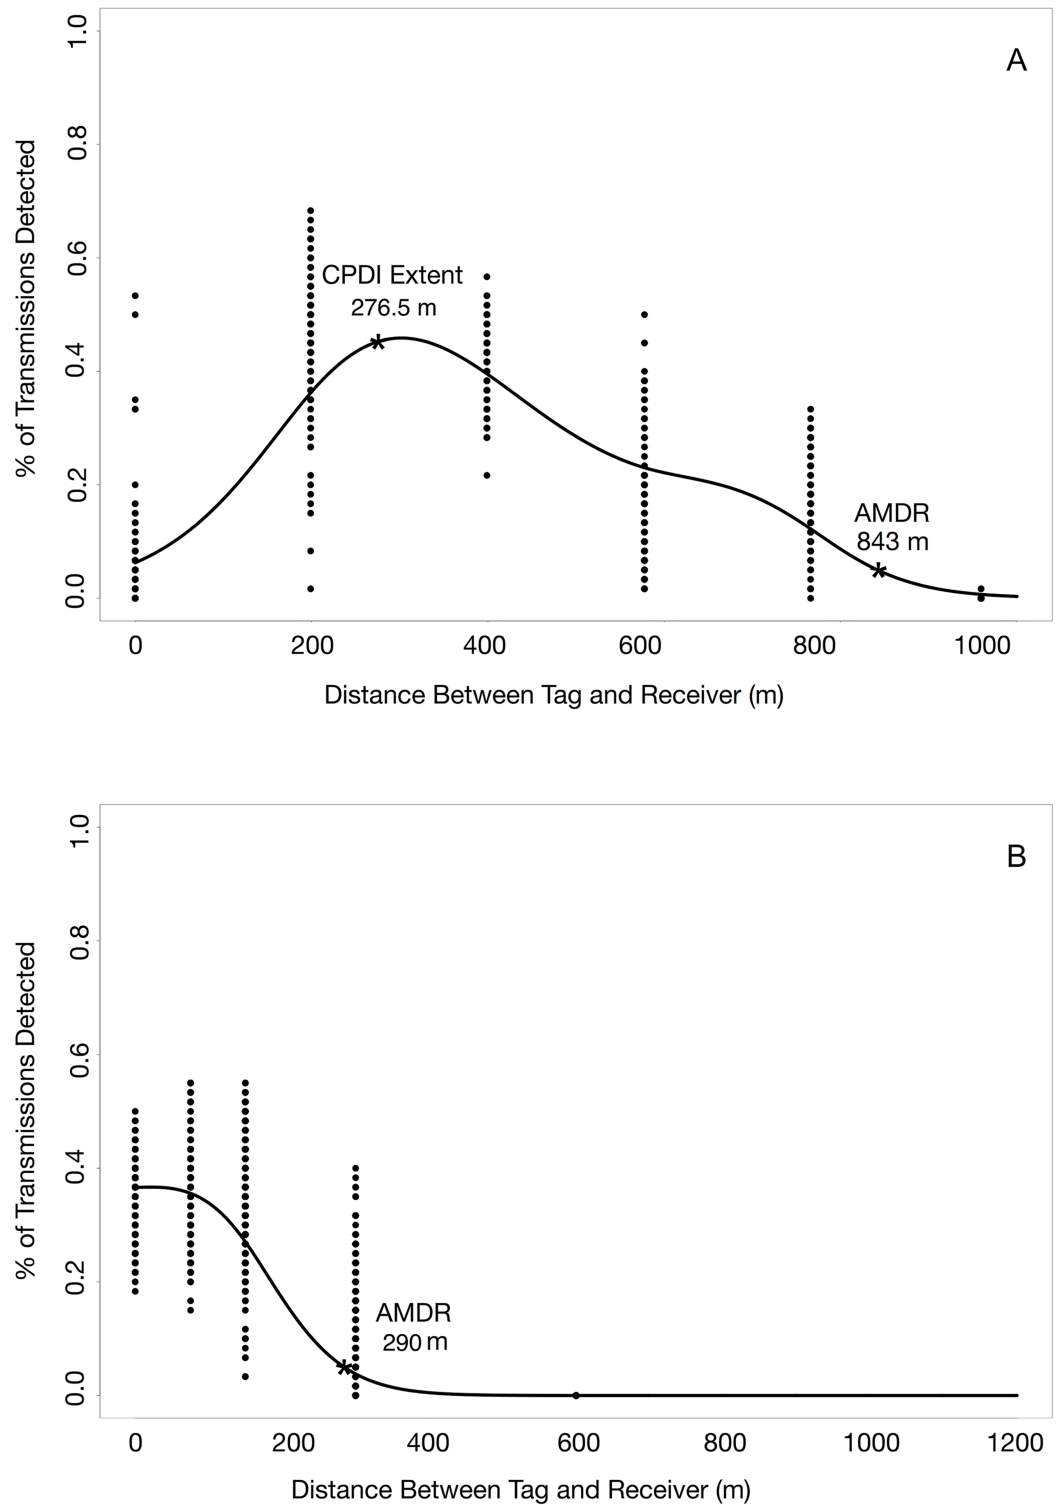 1.0
A
0.8
0.6
0.4
0.2
0.0
% of Transmissions Detected
CPDI Extent
276.5 m
AMDR
843 m
0 200 400 600 800 1000
Distance Between Tag and Receiver (m)
1.0
B
0.8
0.6
0.4
0.2
0.0
% of Transmissions Detected
AMDR
290 m
0 200 400 600 800 1000 1200
Distance Between Tag and Receiver (m)